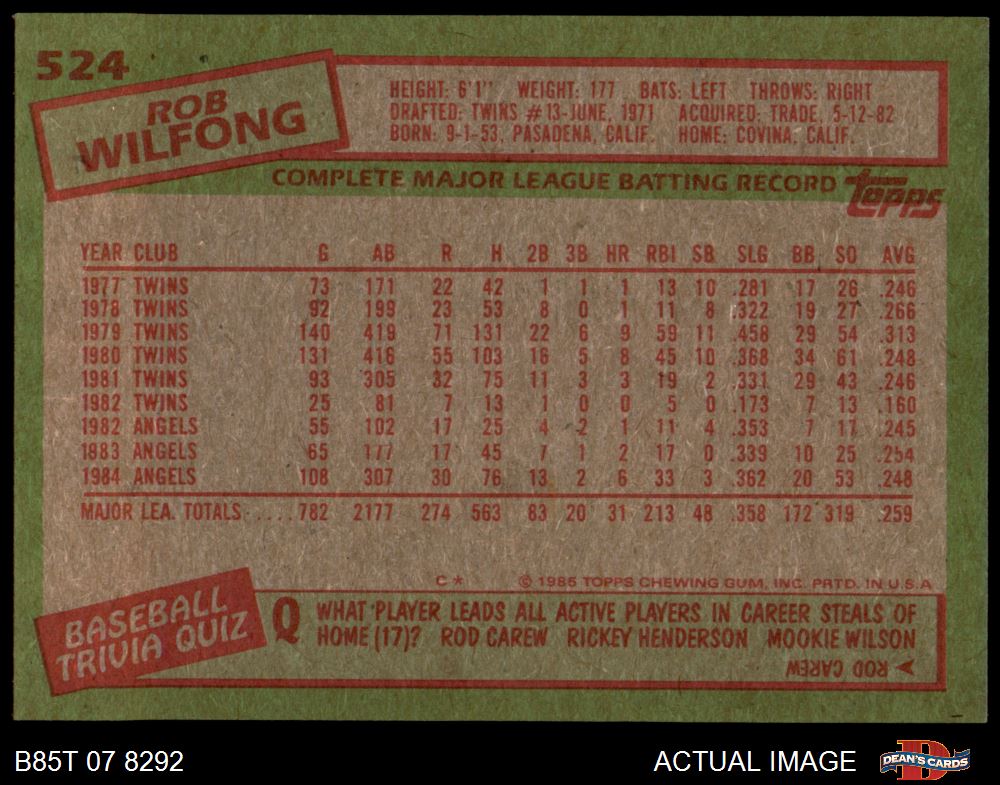 524
ROB
WILFONG
HEIGHT: 6'1" WEIGHT: 177 BATS: LEFT THROWS: RIGHT
DRAFTED: TWINS #13-JUNE, 1971 ACQUIRED: TRADE, 5-12-82
BORN: 9-1-53, PASADENA, CALIF. HOME: COVINA, CALIF.
COMPLETE MAJOR LEAGUE BATTING RECORD
Topps
YEAR CLUB G AB R H 2B 3B HR RBI SB SLG BB SO AVG
1977 TWINS 73 171 22 42 1 1 1 13 10 .281 17 26 .246
1978 TWINS 92 199 23 53 8 0 1 11 8 .322 19 27 .266
1979 TWINS 140 419 71 131 22 6 9 59 11 .458 29 54 .313
1980 TWINS 131 416 55 103 16 5 8 45 10 .368 34 61 .248
1981 TWINS 93 305 32 75 11 3 3 19 2 .331 29 43 .246
1982 TWINS 25 81 7 13 1 0 0 5 0 .173 7 13 .160
1982 ANGELS 55 102 17 25 4 2 1 11 4 .353 7 17 .245
1983 ANGELS 65 177 17 45 7 1 2 17 0 .339 10 25 .254
1984 ANGELS 108 307 30 76 13 2 6 33 3 .362 20 53 .248
MAJOR LEA. TOTALS..... 782 2177 274 563 83 20 31 213 48 .358 172 319 .259
C* © 1985 TOPPS CHEWING GUM, INC. PRTD. IN U.S.A
BASEBALL
TRIVIA QUIZ
Q WHAT PLAYER LEADS ALL ACTIVE PLAYERS IN CAREER STEALS OF
HOME (17)? ROD CAREW RICKEY HENDERSON MOOKIE WILSON
ROD CAREW
B85T 07 8292
ACTUAL IMAGE
D
DEAN'S CARDS